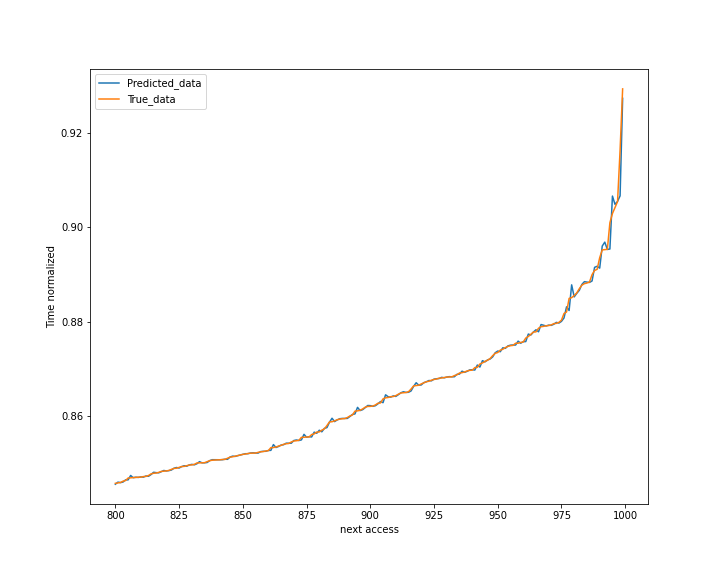 Predicted_data
True_data
0.92
0.90
0.88
0.86
Time normalized
800 825 850 875 900 925 950 975 1000
next access